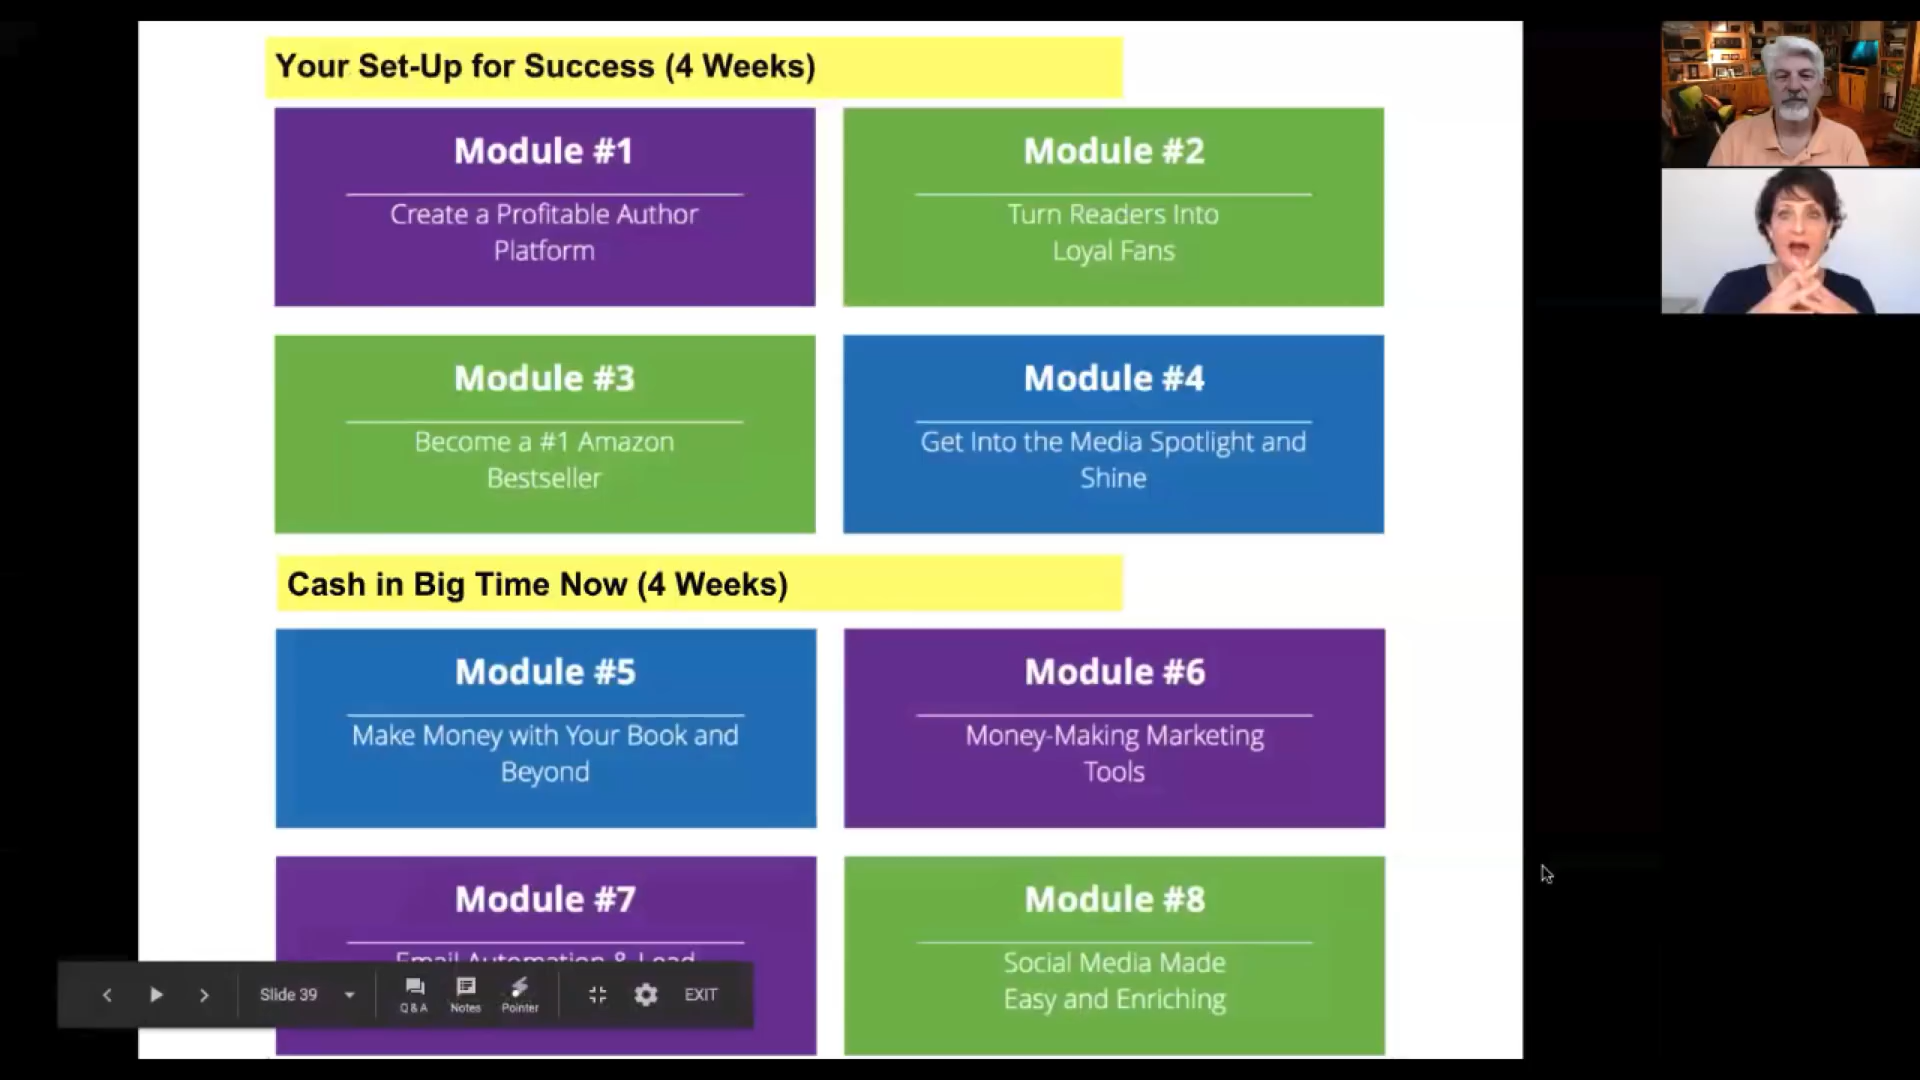 Your Set-Up for Success (4 Weeks)
Module #1
Create a Profitable Author
Platform
Module #2
Turn Readers Into
Loyal Fans
Module #3
Become a #1 Amazon
Bestseller
Module #4
Get Into the Media Spotlight and
Shine
Cash in Big Time Now (4 Weeks)
Module #5
Make Money with Your Book and
Beyond
Module #6
Money-Making Marketing
Tools
Module #7
Email Automation & Lead
Module #8
Social Media Made
Easy and Enriching
Slide 39
Q & A
Notes
Pointer
EXIT